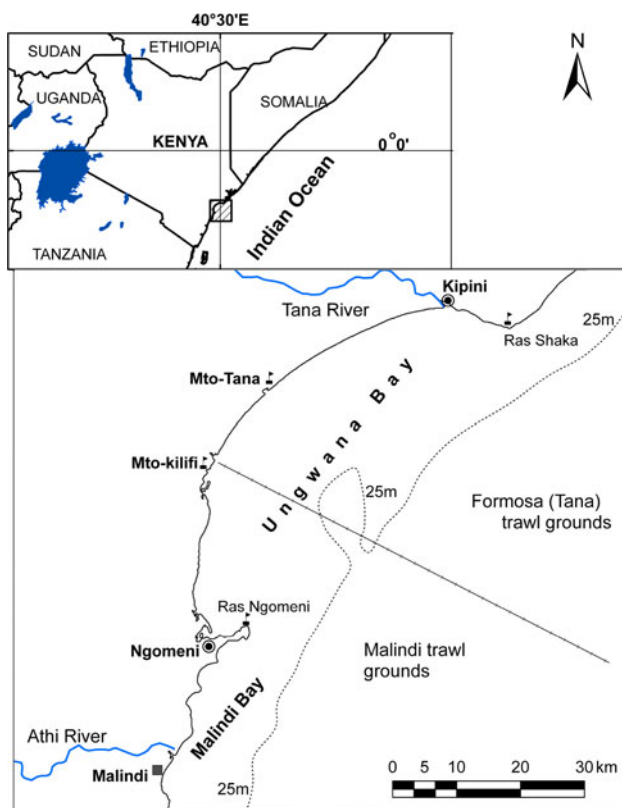 40°30'E
SUDAN
ETHIOPIA
N
UGANDA
SOMALIA
KENYA
0°0'
Indian Ocean
TANZANIA
g
Kipini
Tana River
25m
Ras Shaka
Mto-Tana
Ungwana Bay
Mto-kilifi
25m
Formosa (Tana)
trawl grounds
Ras Ngomeni
Ngomeni
Malindi trawl
grounds
Malindi Bay
Athi River
Malindi
25m
0 5 10 20 30 km